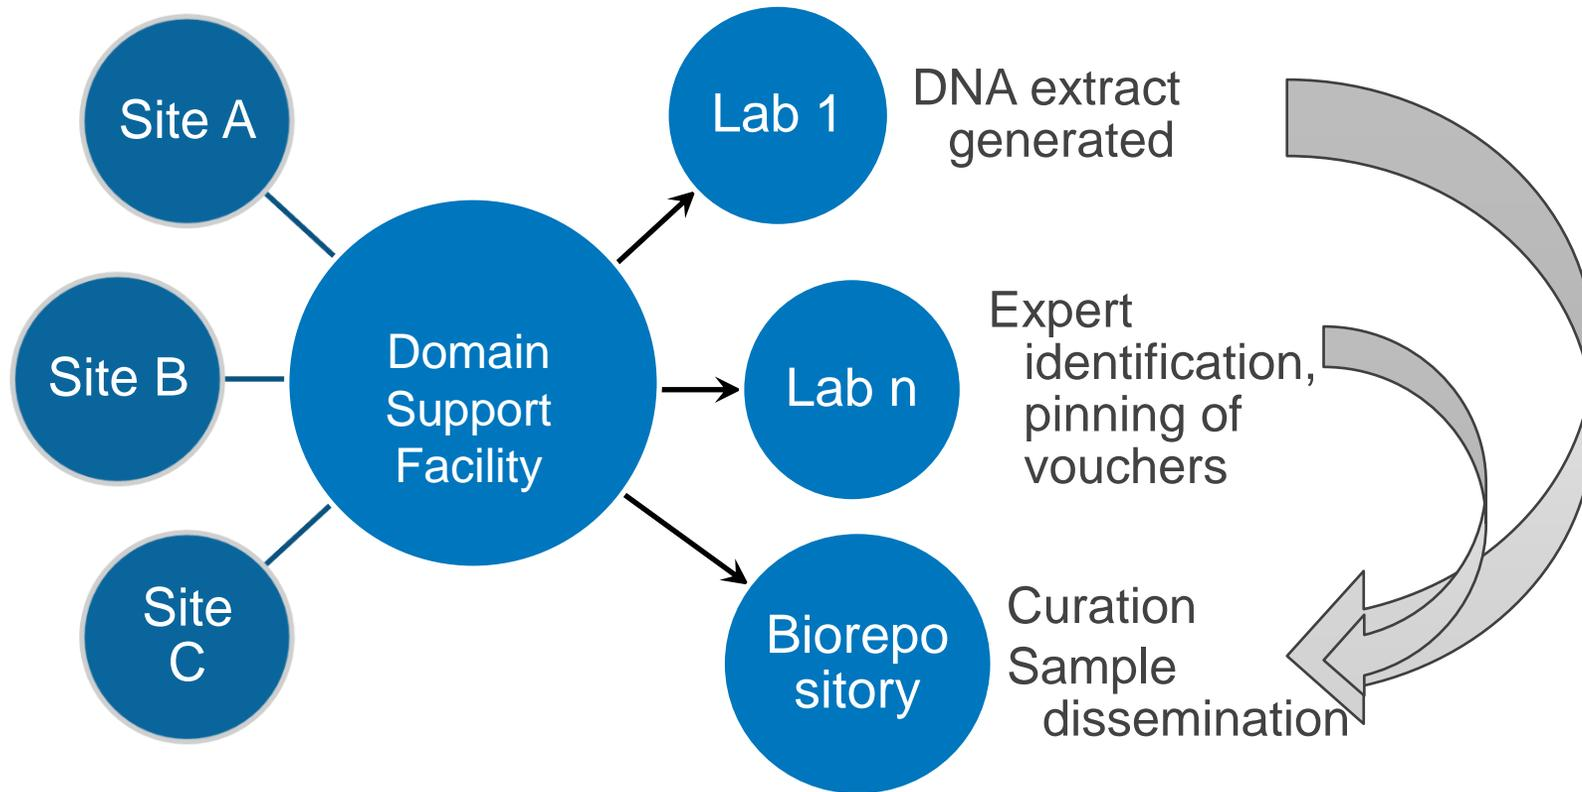 Site A
Site B
Site
C
Domain
Support
Facility
Lab 1
DNA extract
generated
Lab n
Expert
identification,
pinning of
vouchers
Biorepo
sitory
Curation
Sample
dissemination